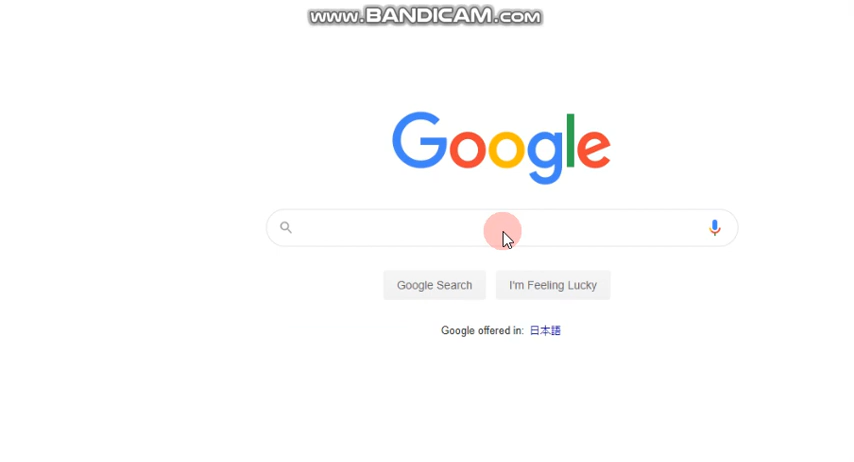 www.BANDICAM.com
Google
Google Search
I'm Feeling Lucky
Google offered in: 日本語